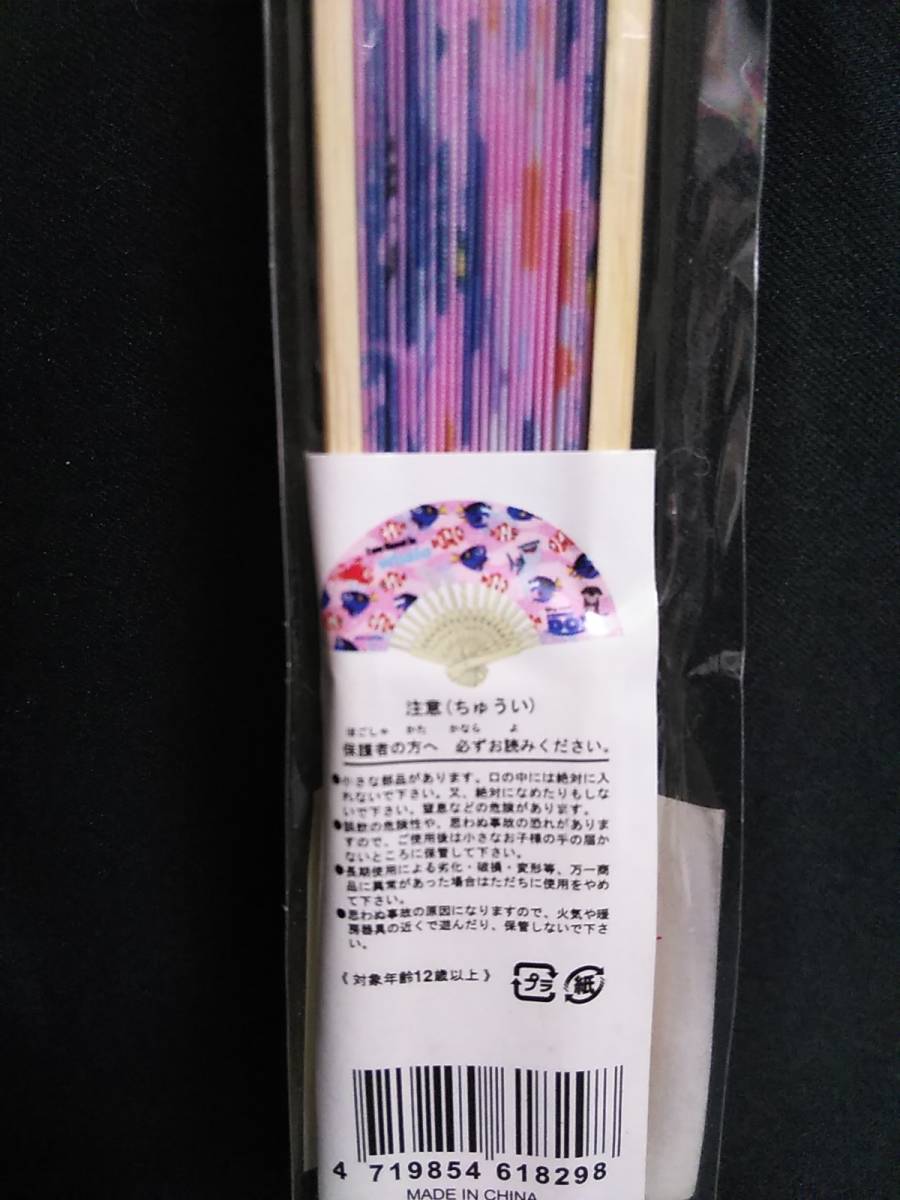 注意(ちゅうい)
ほごしゃ かた かなら よ
保護者の方へ 必ずお読みください。
●小さな部品があります。口の中には絶対に入
れないで下さい。又、絶対になめたりもしな
いで下さい。窒息などの危険があります。
●誤飲の危険性や、思わぬ事故の恐れがありま
すので、ご使用後は小さなお子様の手の届か
ないところに保管して下さい。
●長期使用による劣化・破損・変形等、万一商
品に異常があった場合はただちに使用をやめ
て下さい。
●思わぬ事故の原因になりますので、火気や暖
房器具の近くで遊んだり、保管しないで下さ
い。
《対象年齢12歳以上》 プラ 紙
4 719854 618298
MADE IN CHINA